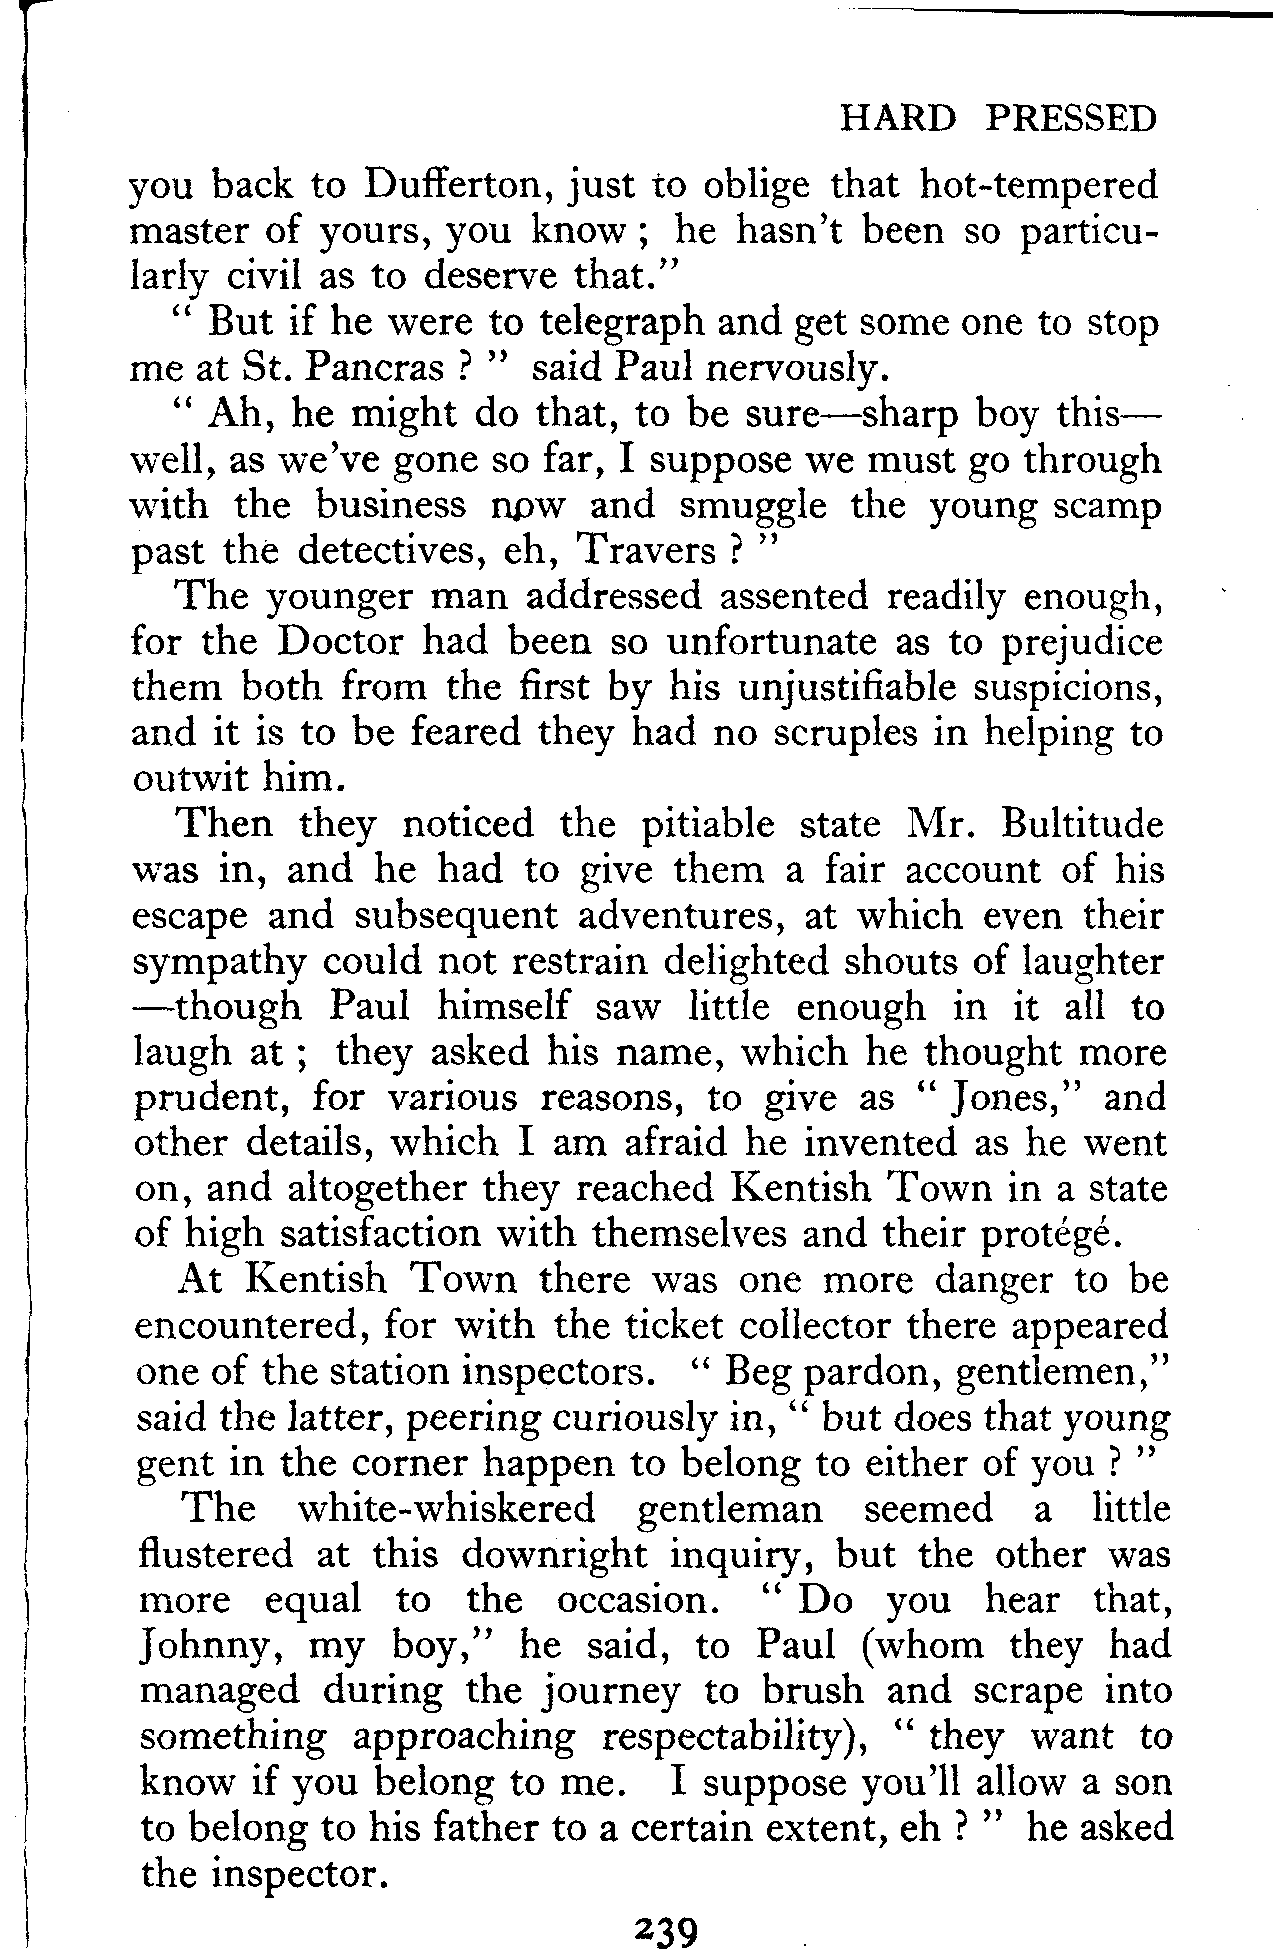 HARD PRESSED
you back to Dufferton, just to oblige that hot-tempered
master of yours, you know ; he hasn't been so particu-
larly civil as to deserve that."
" But if he were to telegraph and get some one to stop
me at St. Pancras ? " said Paul nervously.
" Ah, he might do that, to be sure—sharp boy this—
well, as we've gone so far, I suppose we must go through
with the business now and smuggle the young scamp
past the detectives, eh, Travers ? "
The younger man addressed assented readily enough,
for the Doctor had been so unfortunate as to prejudice
them both from the first by his unjustifiable suspicions,
and it is to be feared they had no scruples in helping to
outwit him.
Then they noticed the pitiable state Mr. Bultitude
was in, and he had to give them a fair account of his
escape and subsequent adventures, at which even their
sympathy could not restrain delighted shouts of laughter
—though Paul himself saw little enough in it all to
laugh at ; they asked his name, which he thought more
prudent, for various reasons, to give as " Jones," and
other details, which I am afraid he invented as he went
on, and altogether they reached Kentish Town in a state
of high satisfaction with themselves and their protégé.
At Kentish Town there was one more danger to be
encountered, for with the ticket collector there appeared
one of the station inspectors. " Beg pardon, gentlemen,"
said the latter, peering curiously in, " but does that young
gent in the corner happen to belong to either of you ? "
The white-whiskered gentleman seemed a little
flustered at this downright inquiry, but the other was
more equal to the occasion. " Do you hear that,
Johnny, my boy," he said, to Paul (whom they had
managed during the journey to brush and scrape into
something approaching respectability), " they want to
know if you belong to me. I suppose you'll allow a son
to belong to his father to a certain extent, eh ? " he asked
the inspector.
239